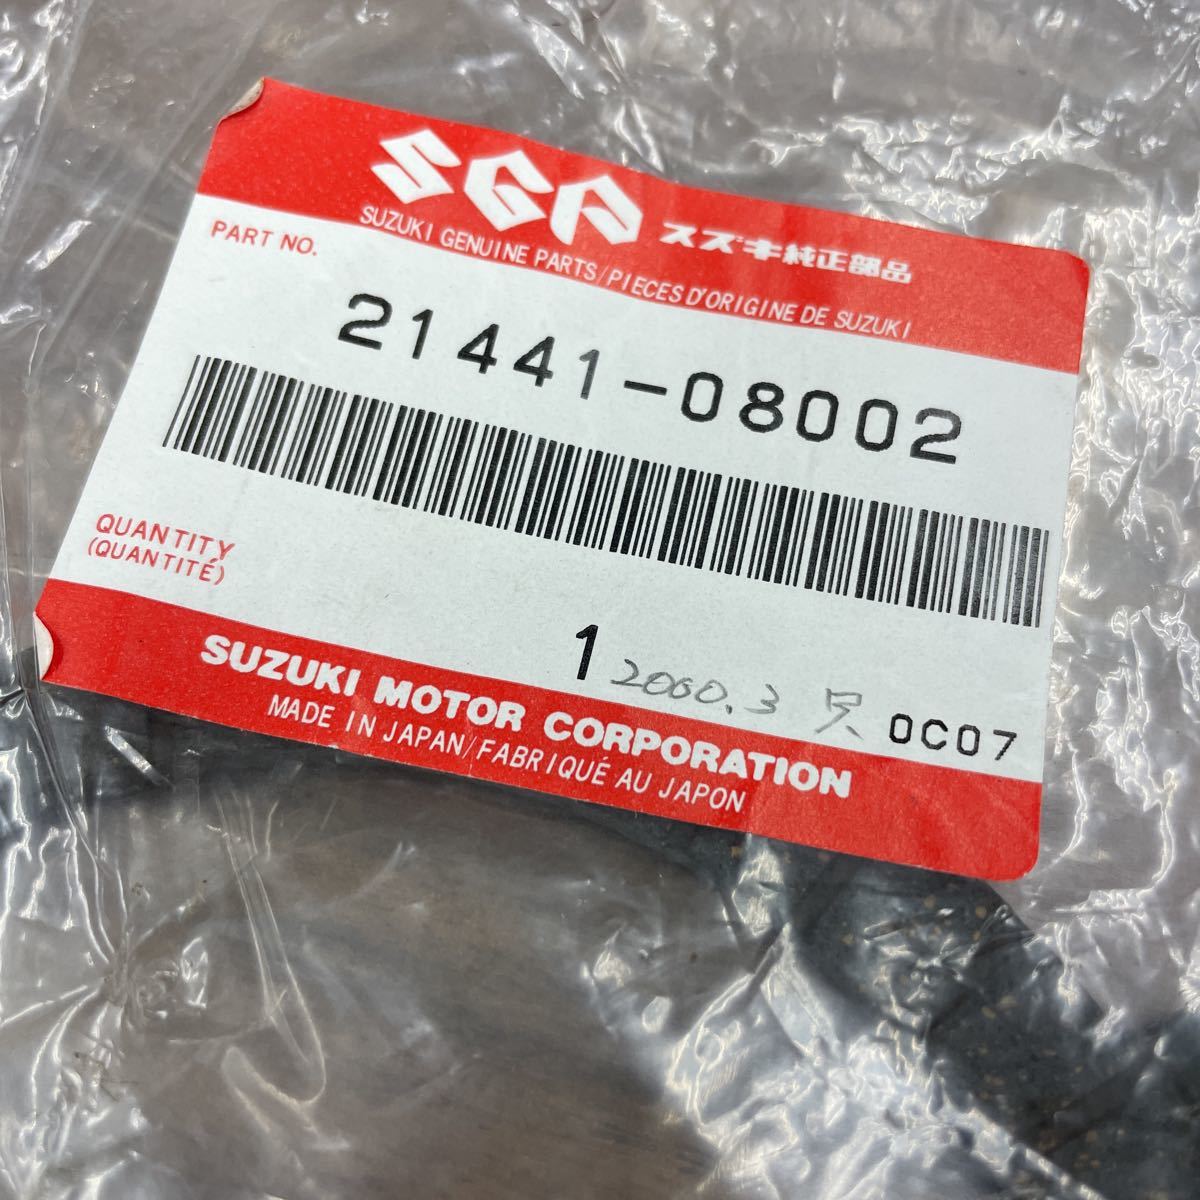 SGP スズキ純正部品
SUZUKI GENUINE PARTS/PIECES D'ORIGINE DE SUZUKI
PART NO.
21441-08002
QUANTITY
(QUANTITÉ)
1
2000.3
0C07
SUZUKI MOTOR CORPORATION
MADE IN JAPAN/FABRIQUÉ AU JAPON